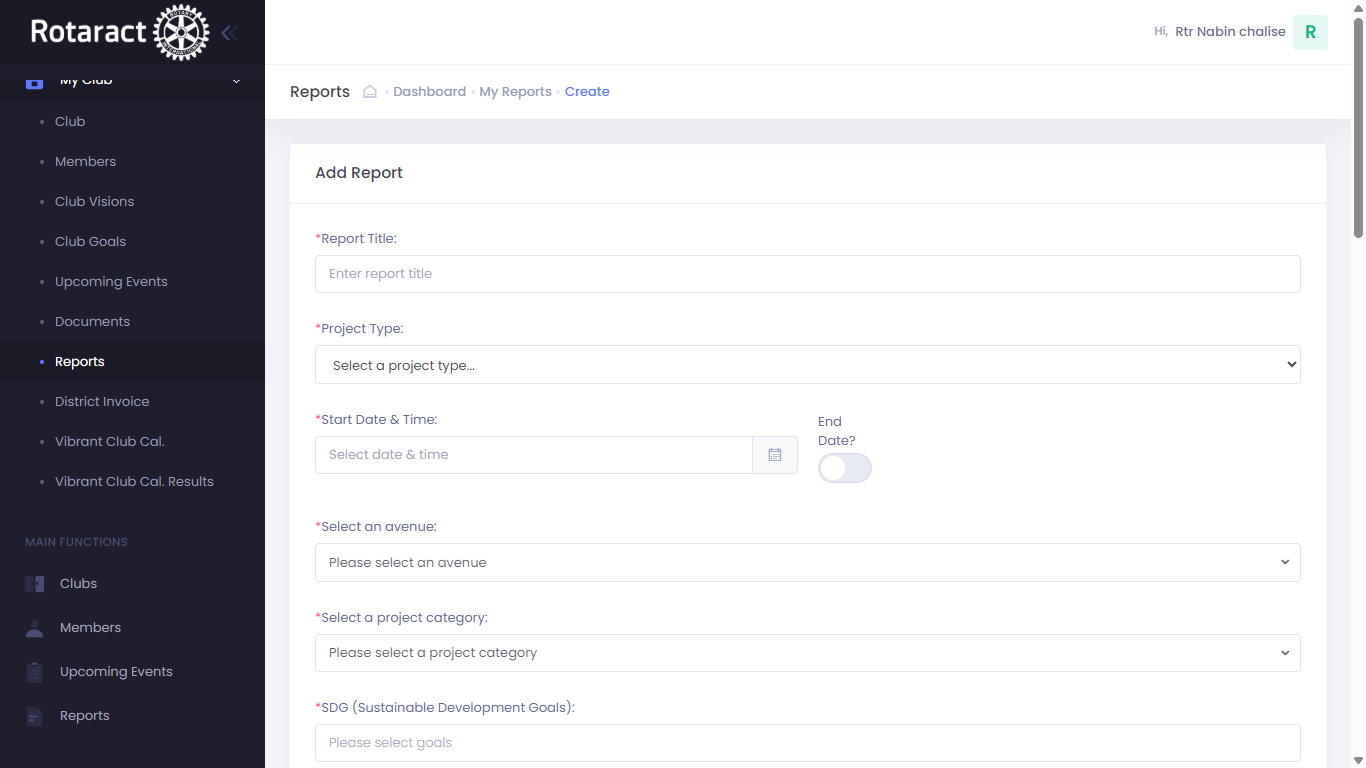 Rotaract
ROTARY
INTERNATIONAL
My Club
Club
Members
Club Visions
Club Goals
Upcoming Events
Documents
Reports
District Invoice
Vibrant Club Cal.
Vibrant Club Cal. Results
MAIN FUNCTIONS
Clubs
Members
Upcoming Events
Reports
Hi, Rtr Nabin chalise R
Reports • Dashboard • My Reports • Create
Add Report
*Report Title:
Enter report title
*Project Type:
Select a project type...
*Start Date & Time:
Select date & time
End
Date?
*Select an avenue:
Please select an avenue
*Select a project category:
Please select a project category
*SDG (Sustainable Development Goals):
Please select goals